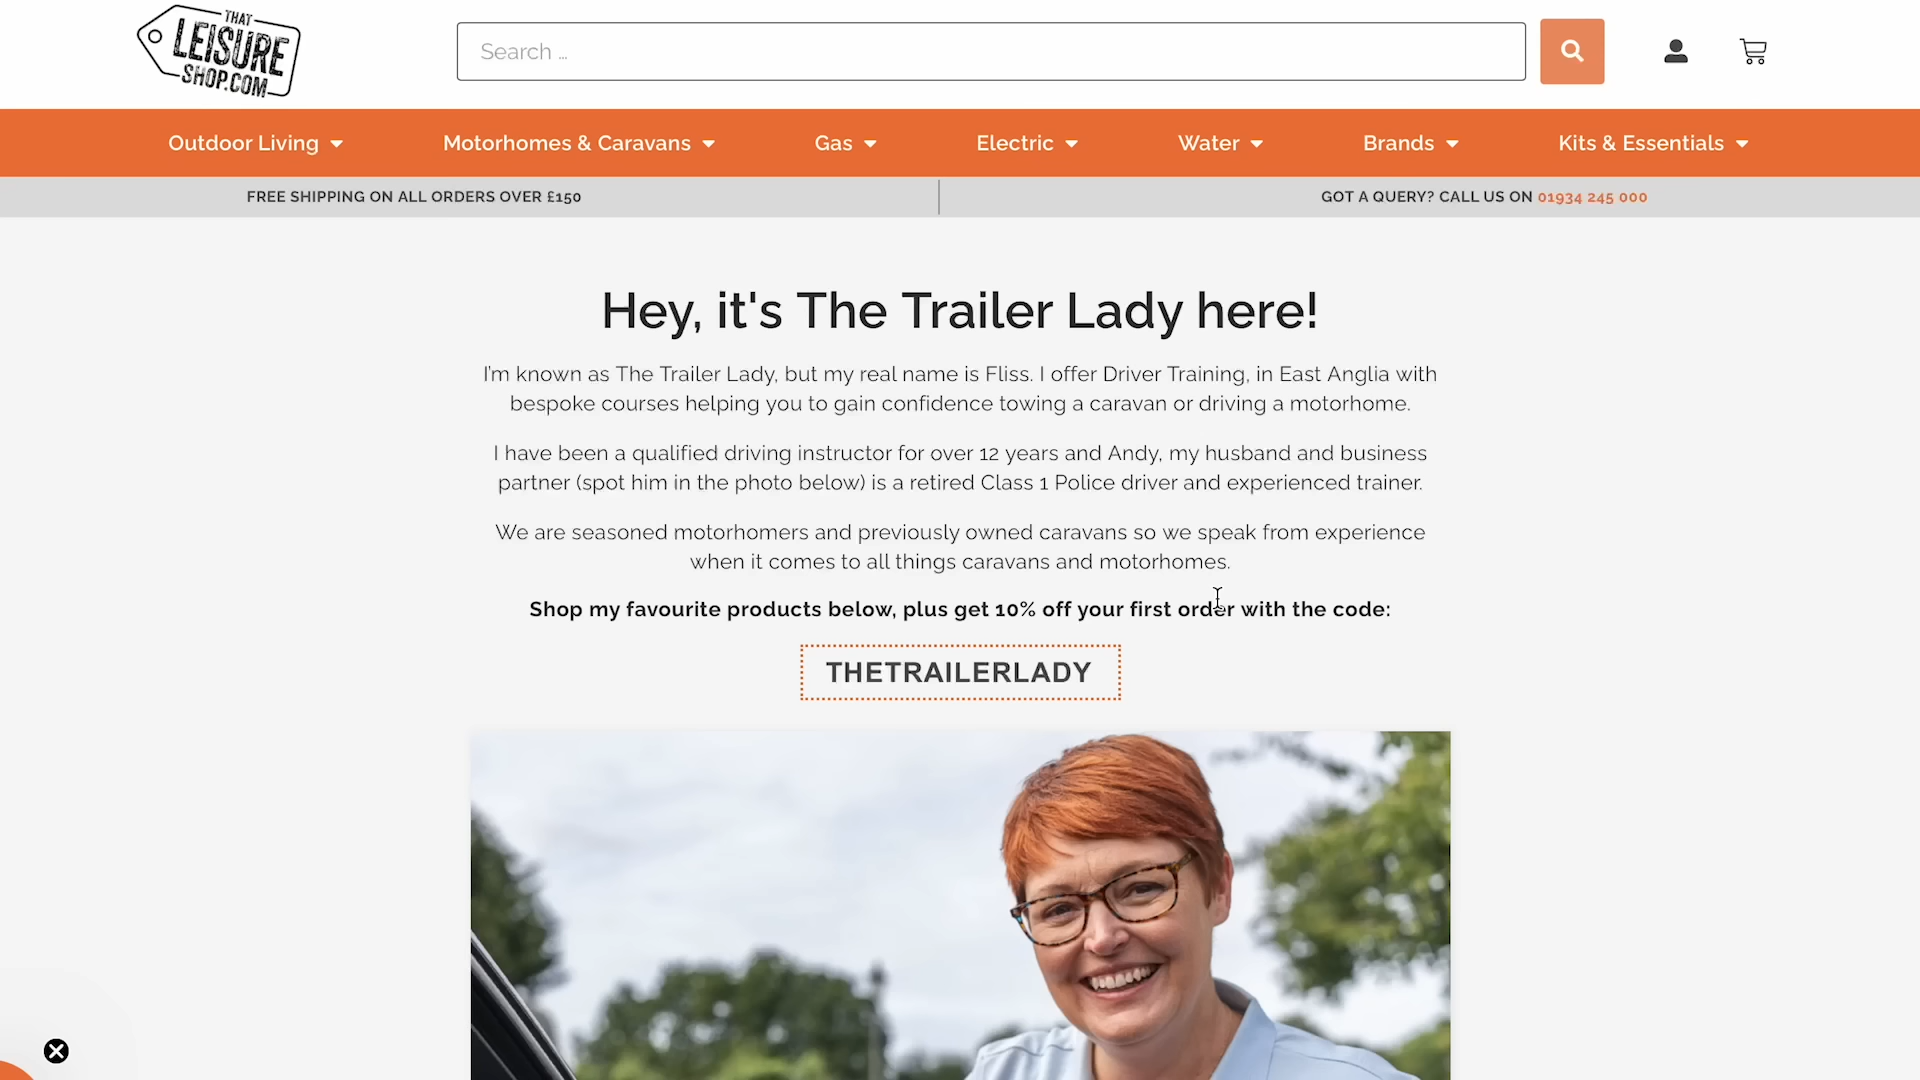 THAT
LEISURE
SHOP.COM
Search ...
Outdoor Living
Motorhomes & Caravans
Gas
Electric
Water
Brands
Kits & Essentials
FREE SHIPPING ON ALL ORDERS OVER £150
GOT A QUERY? CALL US ON 01934 245 000
Hey, it's The Trailer Lady here!
I'm known as The Trailer Lady, but my real name is Fliss. I offer Driver Training, in East Anglia with
bespoke courses helping you to gain confidence towing a caravan or driving a motorhome.
I have been a qualified driving instructor for over 12 years and Andy, my husband and business
partner (spot him in the photo below) is a retired Class 1 Police driver and experienced trainer.
We are seasoned motorhomers and previously owned caravans so we speak from experience
when it comes to all things caravans and motorhomes.
Shop my favourite products below, plus get 10% off your first order with the code:
THETRAILERLADY